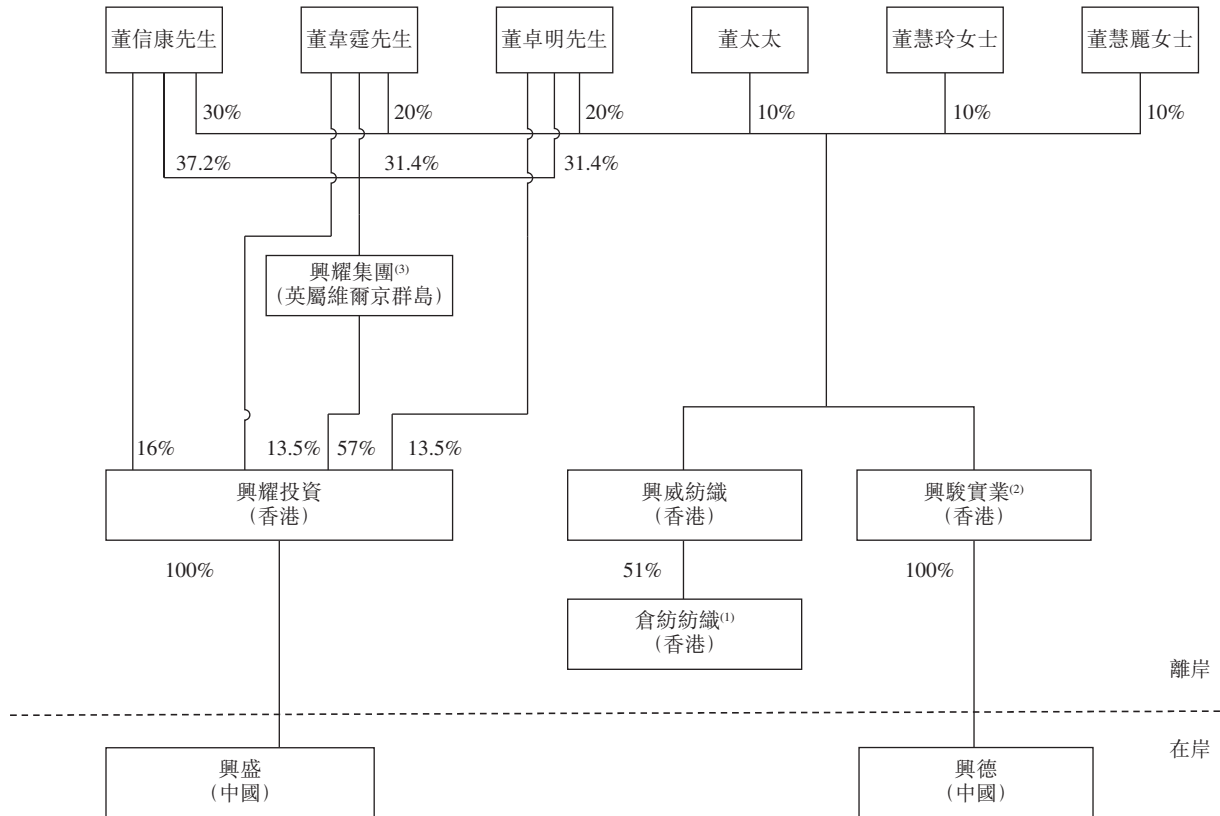 董信康先生
董韋霆先生
董卓明先生
董太太
董慧玲女士
董慧麗女士
30%
20%
20%
10%
10%
10%
37.2%
31.4%
31.4%
興耀集團(3)
(英屬維爾京群島)
16%
13.5%
57%
13.5%
興耀投資
(香港)
興威紡織
(香港)
興駿實業(2)
(香港)
100%
51%
100%
倉紡紡織(1)
(香港)
離岸
在岸
興盛
(中國)
興德
(中國)